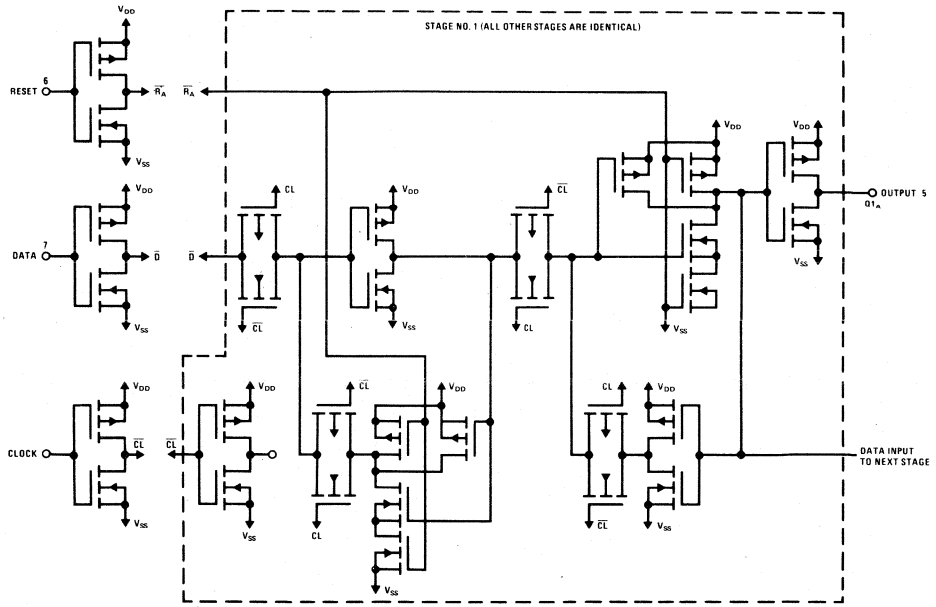 STAGE NO. 1 (ALL OTHER STAGES ARE IDENTICAL)
VDD
6
RESET
R̅A̅
R̅A̅
VSS
VDD
VDD
OUTPUT 5
Q1A
VSS
VSS
VDD
7
DATA
D̅
D̅
VSS
CL
C̅L̅
VDD
VSS
C̅L̅
CL
VDD
CLOCK
C̅L̅
C̅L̅
VSS
VDD
VSS
C̅L̅
CL
VDD
VSS
CL
C̅L̅
VDD
VSS
DATA INPUT
TO NEXT STAGE